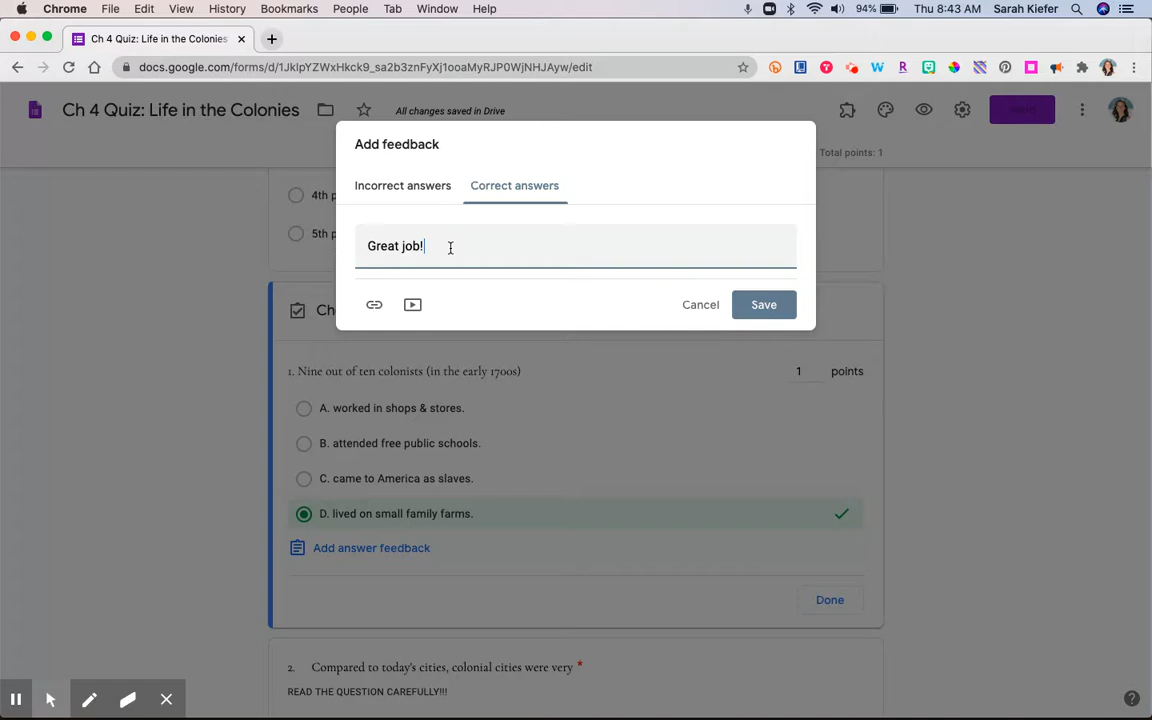 Chrome File Edit View History Bookmarks People Tab Window Help 94% Thu 8:43 AM Sarah Kiefer
Ch 4 Quiz: Life in the Colonies
docs.google.com/forms/d/1JklpYZWxHkck9_sa2b3znFyXj1ooaMyRJP0WjNHJAyw/edit
Ch 4 Quiz: Life in the Colonies All changes saved in Drive Send
Total points: 1
Add feedback
Incorrect answers Correct answers
4th p
5th p
Great job!
Cancel Save
Ch
1. Nine out of ten colonists (in the early 1700s) 1 points
A. worked in shops & stores.
B. attended free public schools.
C. came to America as slaves.
D. lived on small family farms.
Add answer feedback
Done
2. Compared to today's cities, colonial cities were very *
READ THE QUESTION CAREFULLY!!!